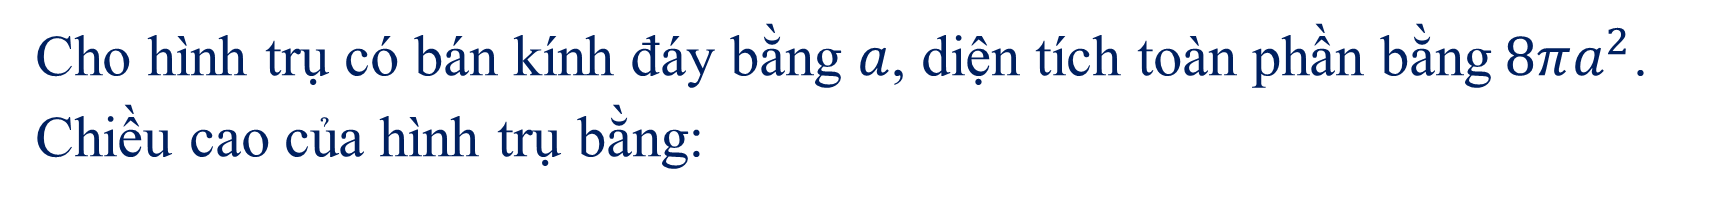 Cho hình trụ có bán kính đáy bằng a, diện tích toàn phần bằng 8πa².
Chiều cao của hình trụ bằng: